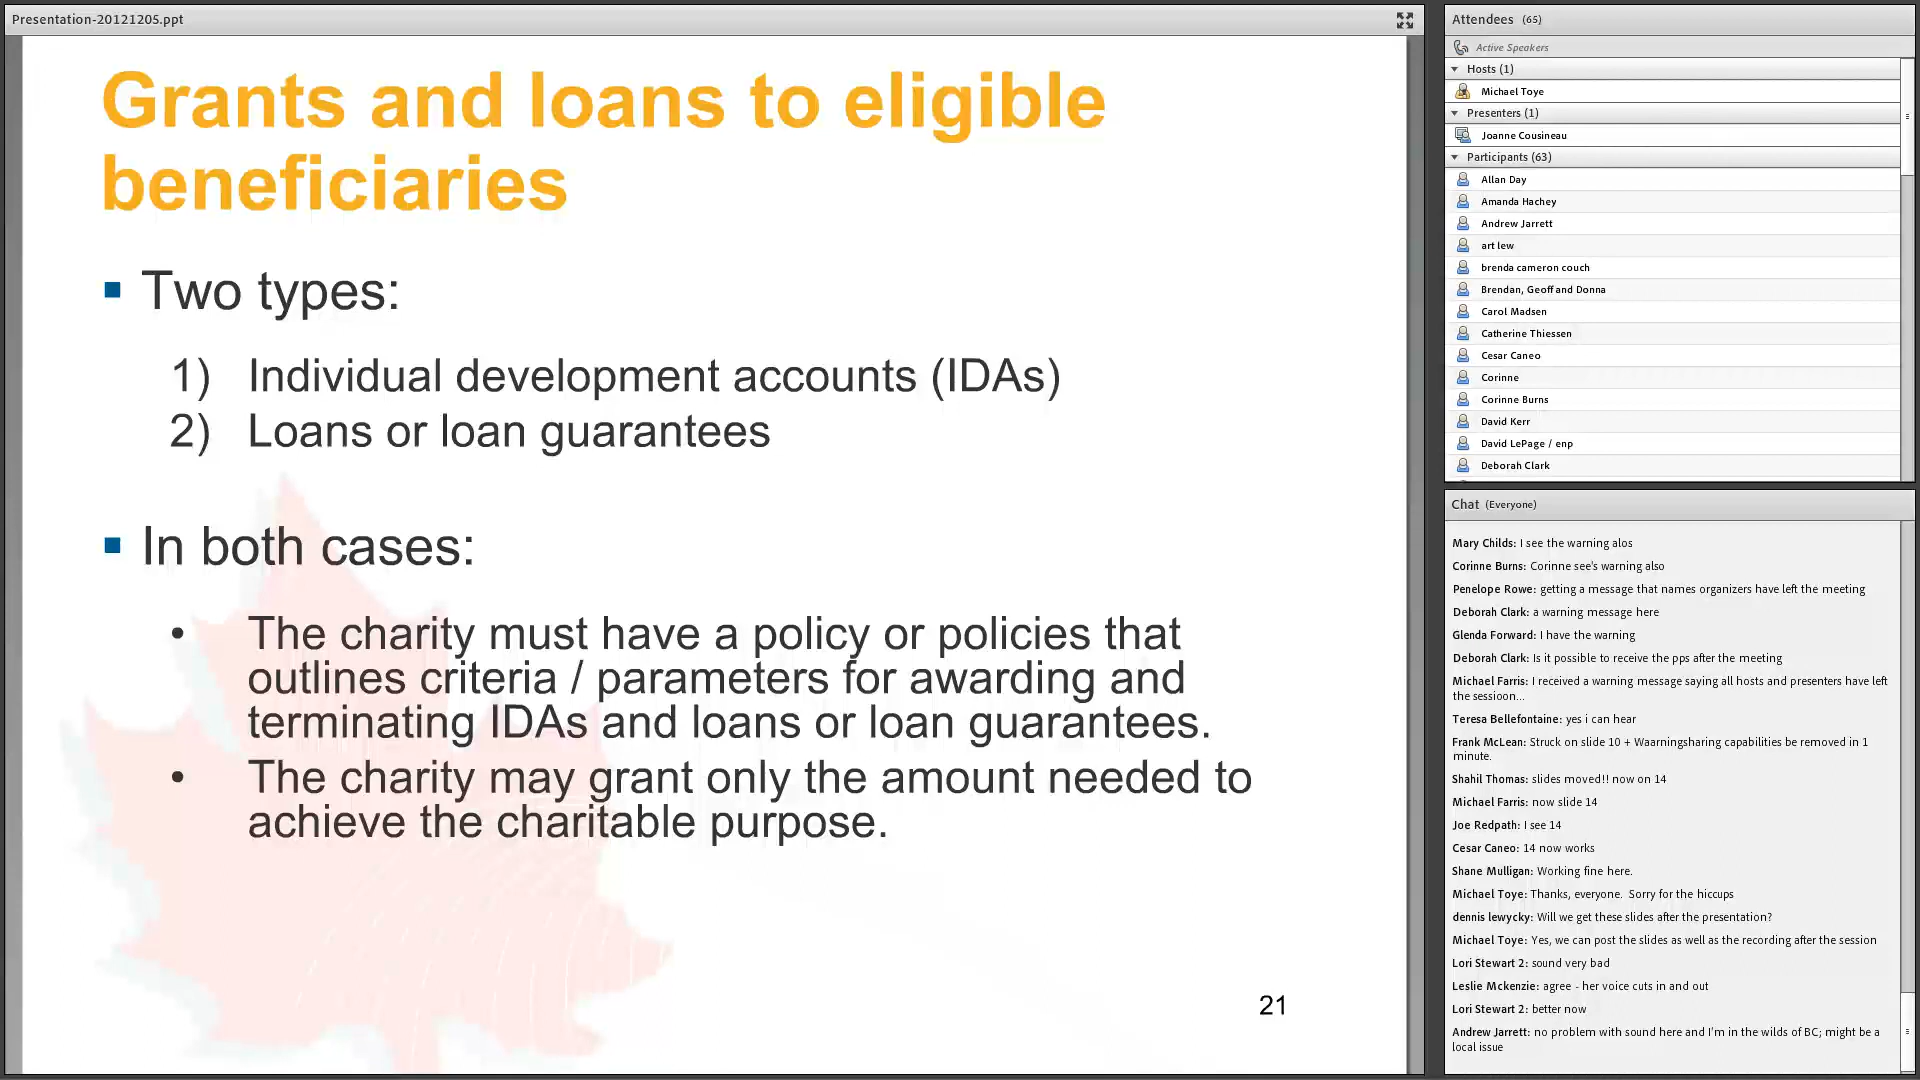 Presentation-20121205.ppt
Grants and loans to eligible
beneficiaries
Two types:
1) Individual development accounts (IDAs)
2) Loans or loan guarantees
In both cases:
• The charity must have a policy or policies that
outlines criteria / parameters for awarding and
terminating IDAs and loans or loan guarantees.
• The charity may grant only the amount needed to
achieve the charitable purpose.
21
Attendees (65)
Active Speakers
Hosts (1)
Michael Toye
Presenters (1)
Joanne Cousineau
Participants (63)
Allan Day
Amanda Hachey
Andrew Jarrett
art lew
brenda cameron couch
Brendan, Geoff and Donna
Carol Madsen
Catherine Thiessen
Cesar Caneo
Corinne
Corinne Burns
David Kerr
David LePage / enp
Deborah Clark
Chat (Everyone)
Mary Childs: I see the warning alos
Corinne Burns: Corinne see's warning also
Penelope Rowe: getting a message that names organizers have left the meeting
Deborah Clark: a warning message here
Glenda Forward: I have the warning
Deborah Clark: Is it possible to receive the pps after the meeting
Michael Farris: I received a warning message saying all hosts and presenters have left
the sessioon...
Teresa Bellefontaine: yes i can hear
Frank McLean: Struck on slide 10 + Waarningsharing capabilities be removed in 1
minute.
Shahil Thomas: slides moved!! now on 14
Michael Farris: now slide 14
Joe Redpath: I see 14
Cesar Caneo: 14 now works
Shane Mulligan: Working fine here.
Michael Toye: Thanks, everyone. Sorry for the hiccups
dennis lewycky: Will we get these slides after the presentation?
Michael Toye: Yes, we can post the slides as well as the recording after the session
Lori Stewart 2: sound very bad
Leslie Mckenzie: agree - her voice cuts in and out
Lori Stewart 2: better now
Andrew Jarrett: no problem with sound here and I'm in the wilds of BC; might be a
local issue